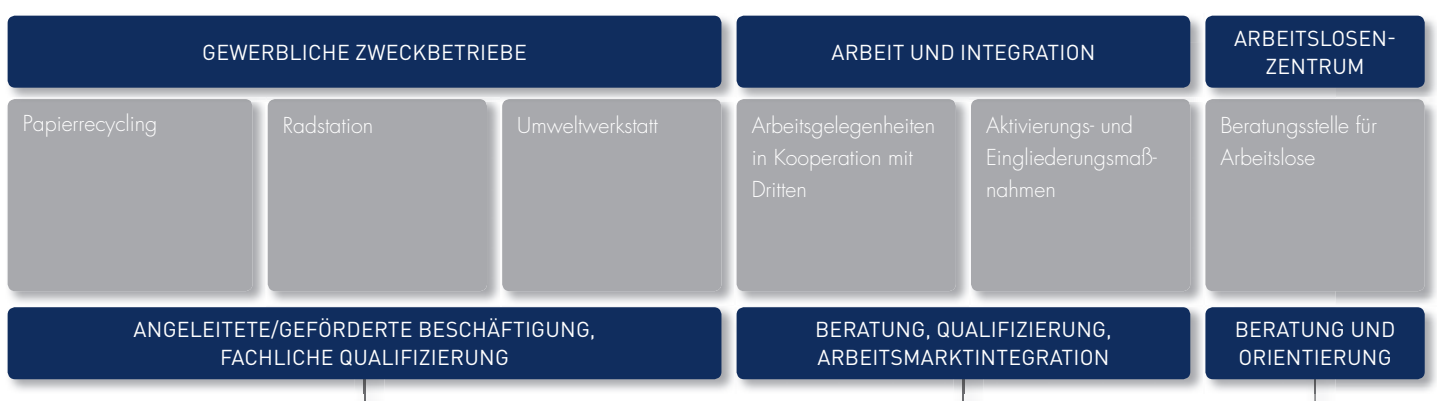 GEWERBLICHE ZWECKBETRIEBE
ARBEIT UND INTEGRATION
ARBEITSLOSEN-
ZENTRUM
Papierrecycling
Radstation
Umweltwerkstatt
Arbeitsgelegenheiten
in Kooperation mit
Dritten
Aktivierungs- und
Eingliederungsmaß-
nahmen
Beratungsstelle für
Arbeitslose
ANGELEITETE/GEFÖRDERTE BESCHÄFTIGUNG,
FACHLICHE QUALIFIZIERUNG
BERATUNG, QUALIFIZIERUNG,
ARBEITSMARKTINTEGRATION
BERATUNG UND
ORIENTIERUNG